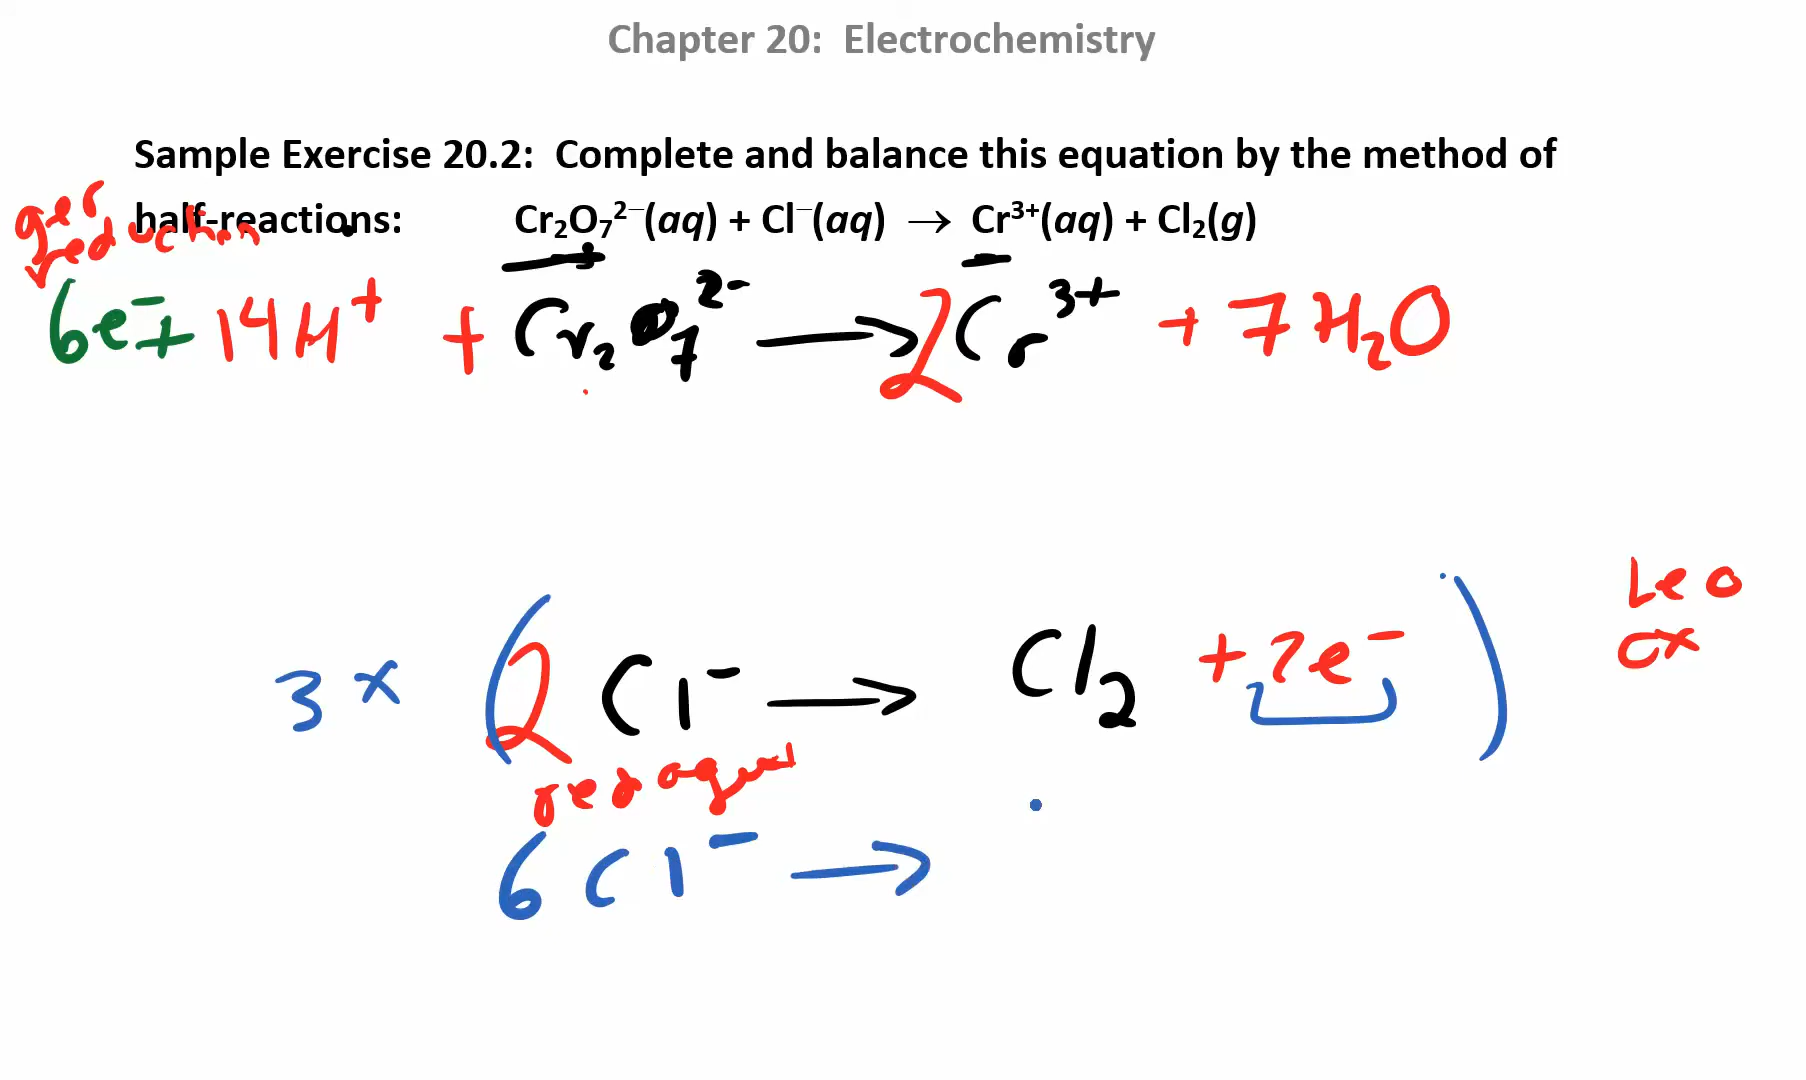 Chapter 20: Electrochemistry
Sample Exercise 20.2: Complete and balance this equation by the method of
half-reactions: Cr₂O₇²⁻(aq) + Cl⁻(aq) → Cr³⁺(aq) + Cl₂(g)
ger
reduction
6e⁻ + 14H⁺ + Cr₂O₇²⁻ → 2Cr³⁺ + 7H₂O
Leo
ox
3 x (2Cl⁻ → Cl₂ + 2e⁻)
6Cl⁻ →